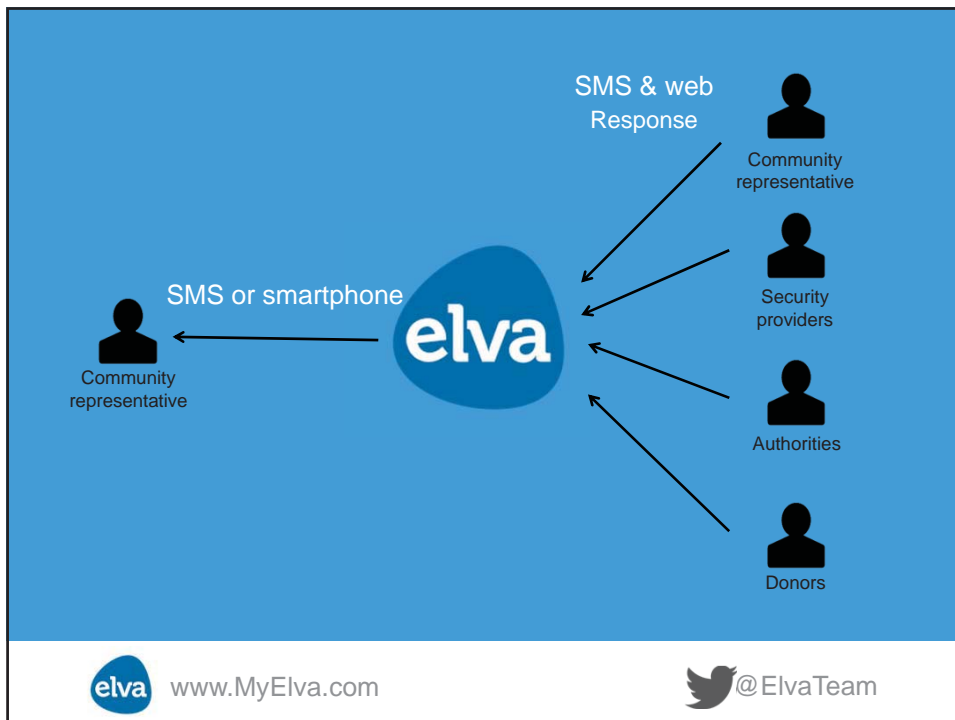 SMS & web
Response
Community
representative
Security
providers
SMS or smartphone
elva
Community
representative
Authorities
Donors
elva
www.MyElva.com
@ElvaTeam